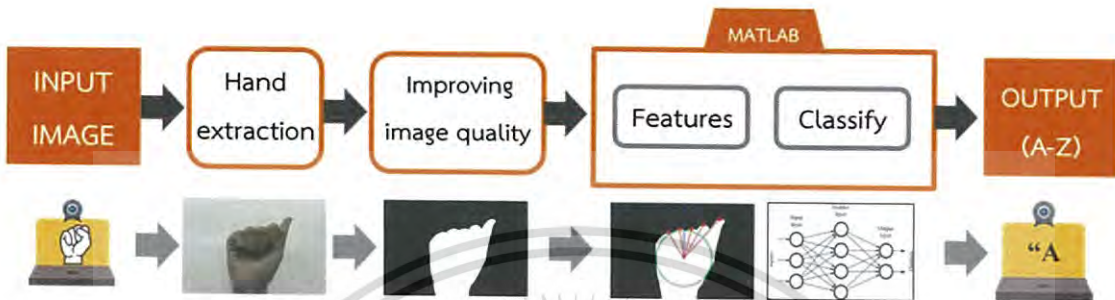 MATLAB
INPUT
IMAGE
Hand
extraction
Improving
image quality
Features
Classify
OUTPUT
(A-Z)
“A